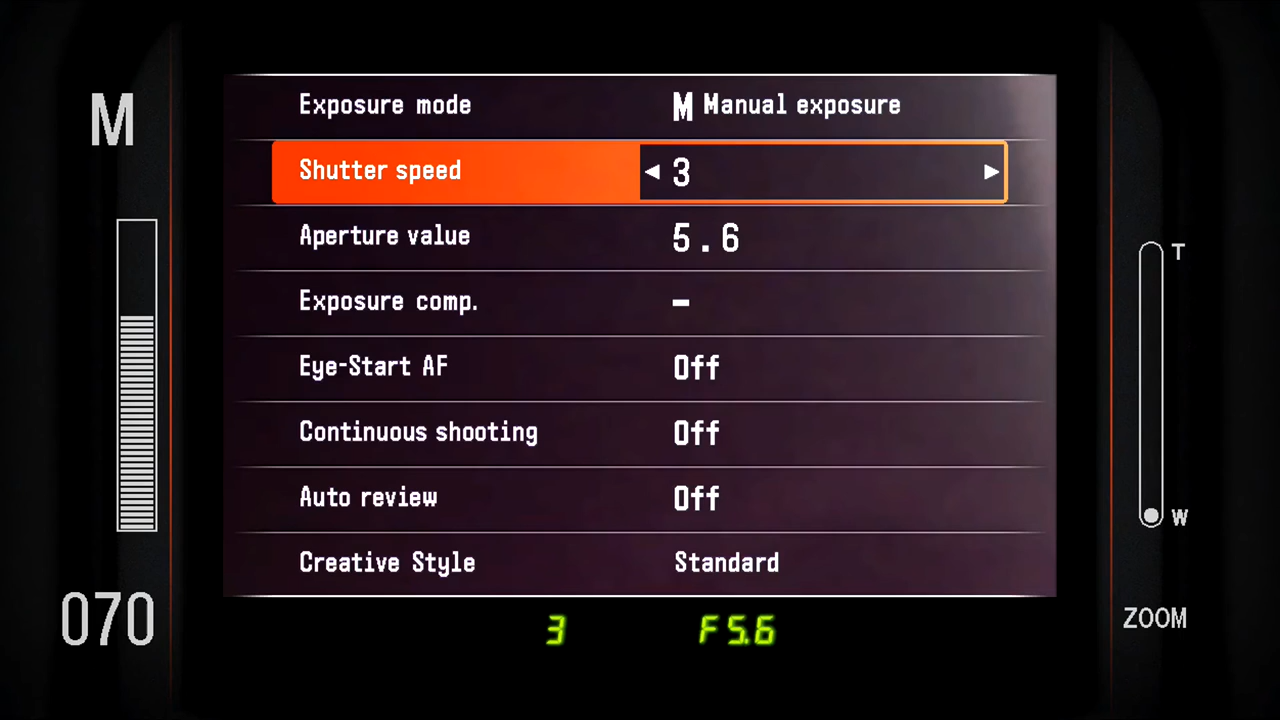 M
Exposure mode M Manual exposure
Shutter speed 3
Aperture value 5.6
Exposure comp. –
Eye-Start AF Off
Continuous shooting Off
Auto review Off
Creative Style Standard
T
W
070
ZOOM
3 F5.6